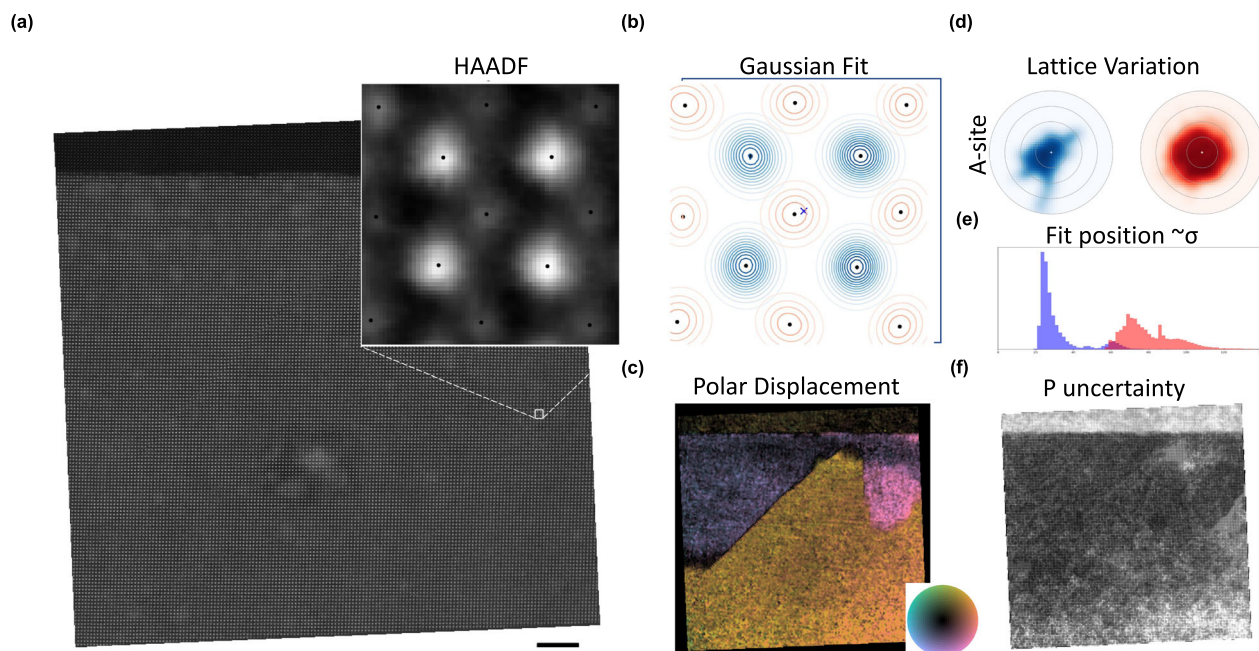 (a)
HAADF
(b)
Gaussian Fit
(c)
Polar Displacement
(d)
Lattice Variation
A-site
(e)
Fit position ~σ
(f)
P uncertainty